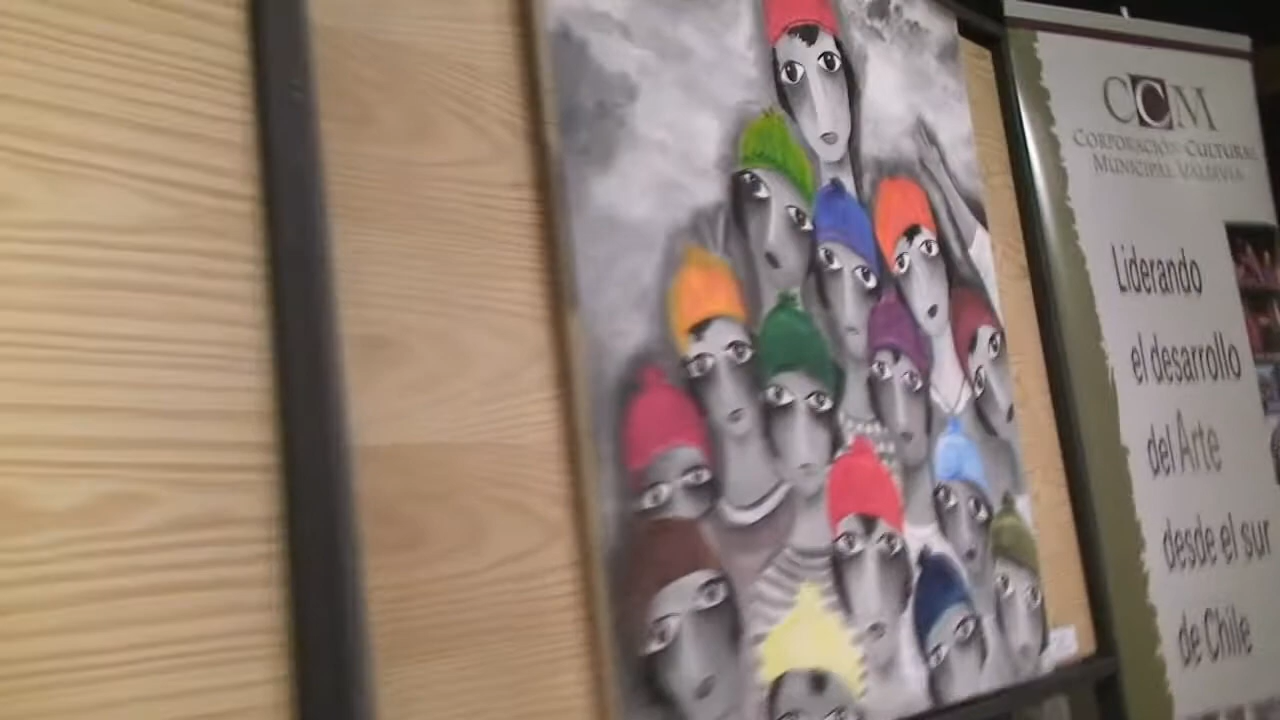 CCM
CORPORACIÓN CULTURAL
MUNICIPAL VALDIVIA
Liderando
el desarrollo
del Arte
desde el sur
de Chile